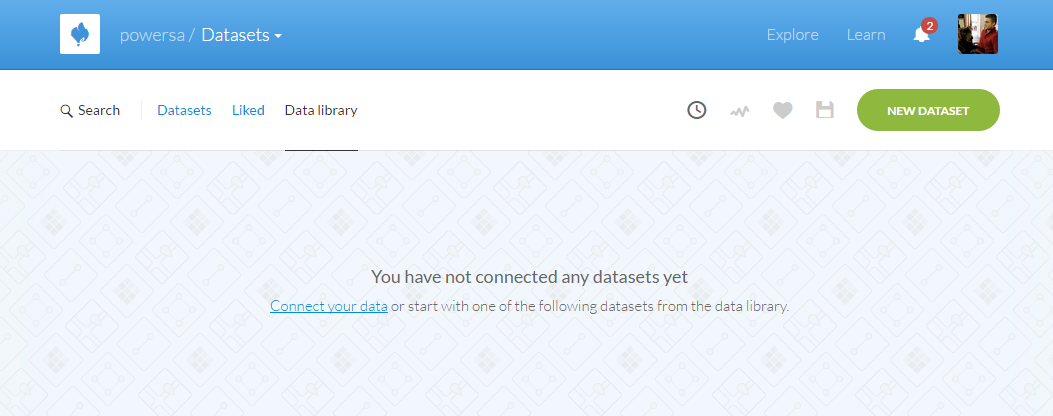 powersa / Datasets
Explore
Learn
2
Search
Datasets
Liked
Data library
NEW DATASET
You have not connected any datasets yet
Connect your data or start with one of the following datasets from the data library.